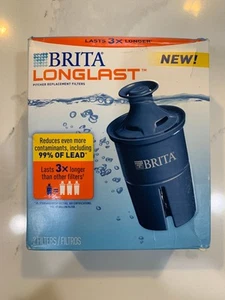 LASTS 3X LONGER
BRITA
LONGLAST™
NEW!
Reduces even more
contaminants, including
99% OF LEAD
Lasts 3x
longer
than other filters
BRITA
FILTERS / FILTROS